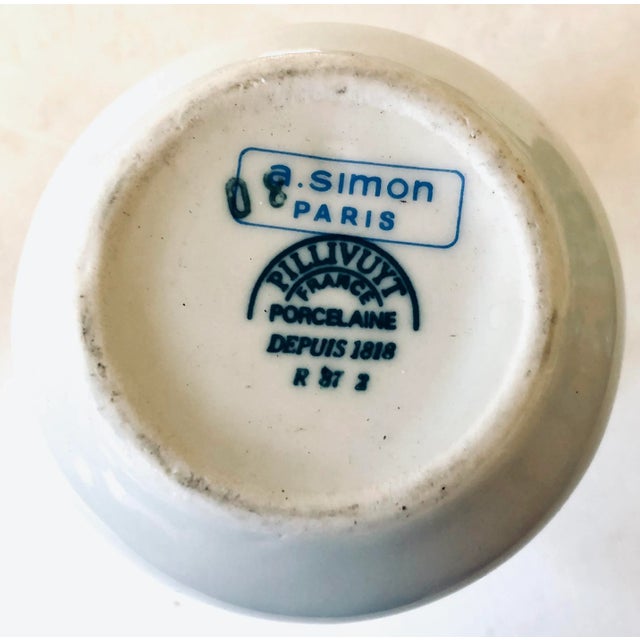 a.simon
PARIS
PILLIVUYT
FRANCE
PORCELAINE
DEPUIS 1818
R 87 2